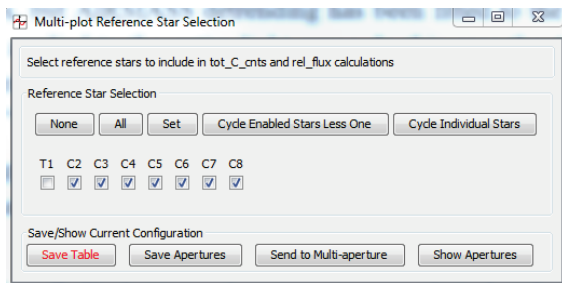 Multi-plot Reference Star Selection
Select reference stars to include in tot_C_cnts and rel_flux calculations
Reference Star Selection
None All Set Cycle Enabled Stars Less One Cycle Individual Stars
T1 C2 C3 C4 C5 C6 C7 C8
Save/Show Current Configuration
Save Table Save Apertures Send to Multi-aperture Show Apertures